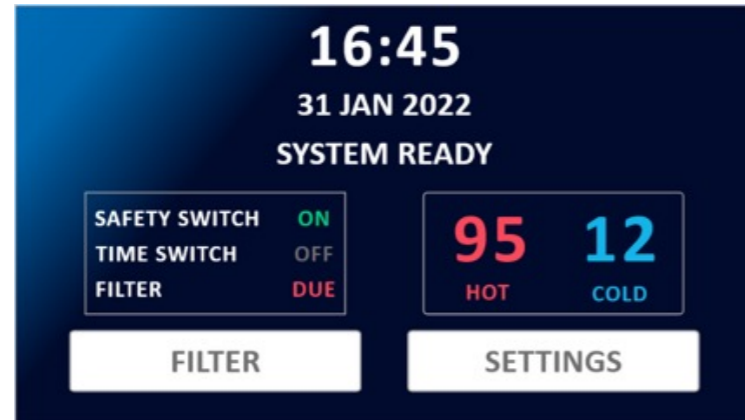 16:45
31 JAN 2022
SYSTEM READY
SAFETY SWITCH ON
TIME SWITCH OFF
FILTER DUE
95 12
HOT COLD
FILTER
SETTINGS